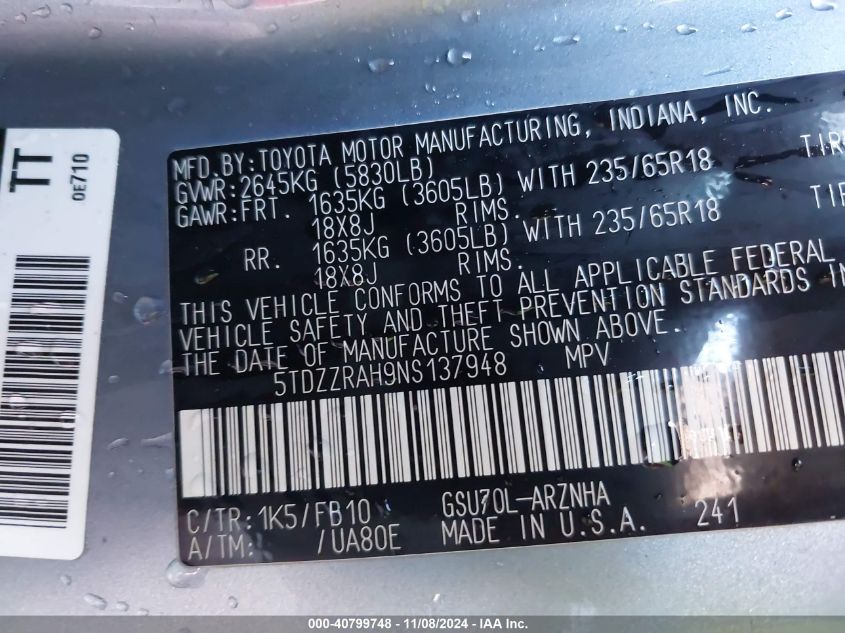 TT
0E710
MFD.BY:TOYOTA MOTOR MANUFACTURING, INDIANA, INC.
GVWR:2645KG (5830LB)
GAWR:FRT. 1635KG (3605LB) WITH 235/65R18
18X8J RIMS.
RR. 1635KG (3605LB) WITH 235/65R18
18X8J RIMS.
THIS VEHICLE CONFORMS TO ALL APPLICABLE FEDERAL
VEHICLE SAFETY AND THEFT PREVENTION STANDARDS IN
THE DATE OF MANUFACTURE SHOWN ABOVE.
5TDZZRAH9NS137948 MPV
C/TR:1K5/FB10 GSU70L-ARZNHA
A/TM: /UA80E MADE IN U.S.A. 241
000-40799748 - 11/08/2024 - IAA Inc.